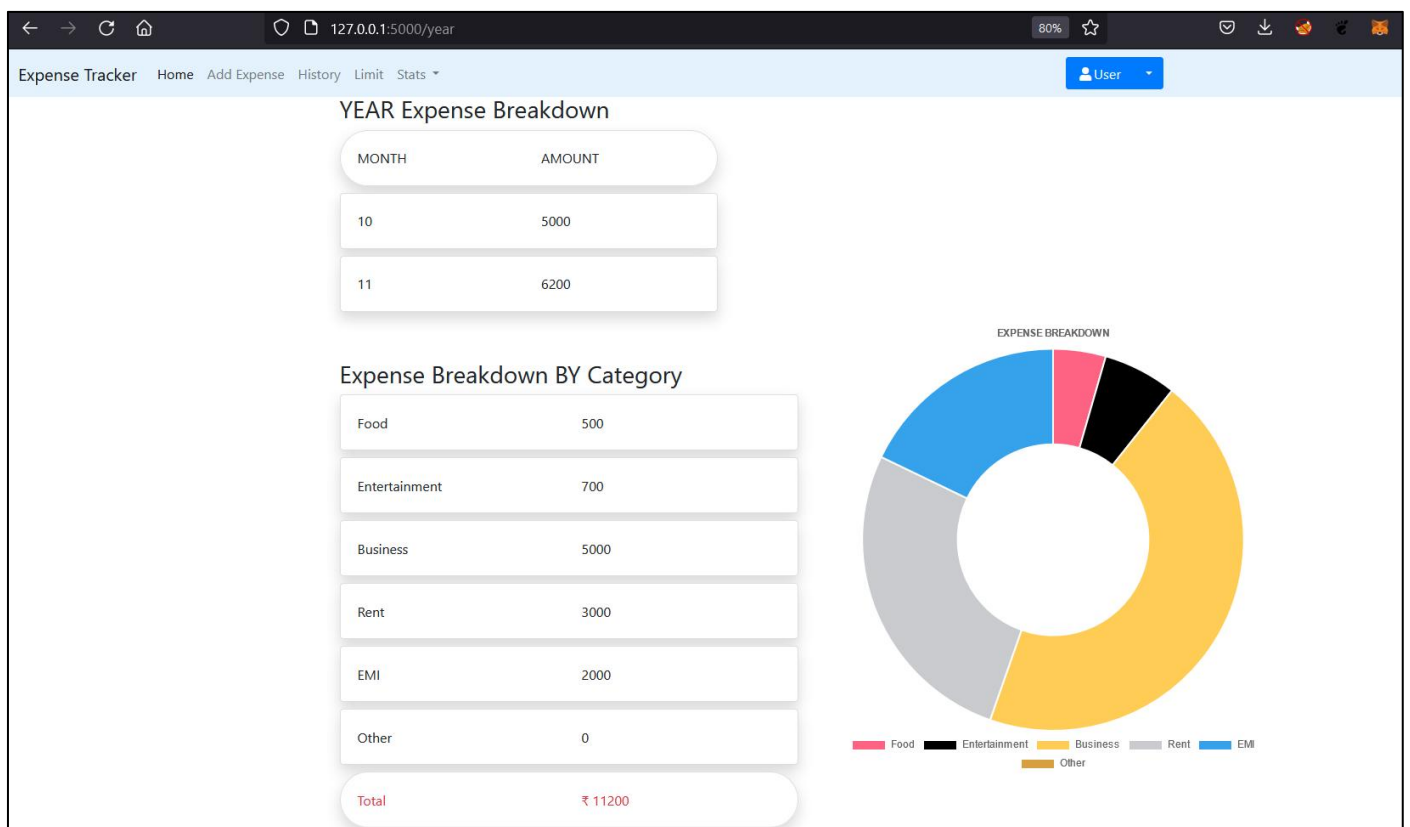 127.0.0.1:5000/year 80%
Expense Tracker Home Add Expense History Limit Stats User
YEAR Expense Breakdown
MONTH AMOUNT
10 5000
11 6200
Expense Breakdown BY Category
Food 500
Entertainment 700
Business 5000
Rent 3000
EMI 2000
Other 0
Total ₹ 11200
EXPENSE BREAKDOWN
Food Entertainment Business Rent EMI
Other